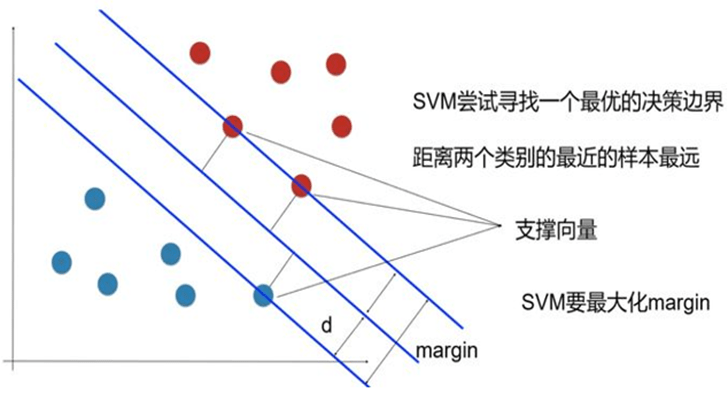 SVM尝试寻找一个最优的决策边界
距离两个类别的最近的样本最远
支撑向量
SVM要最大化margin
d
margin